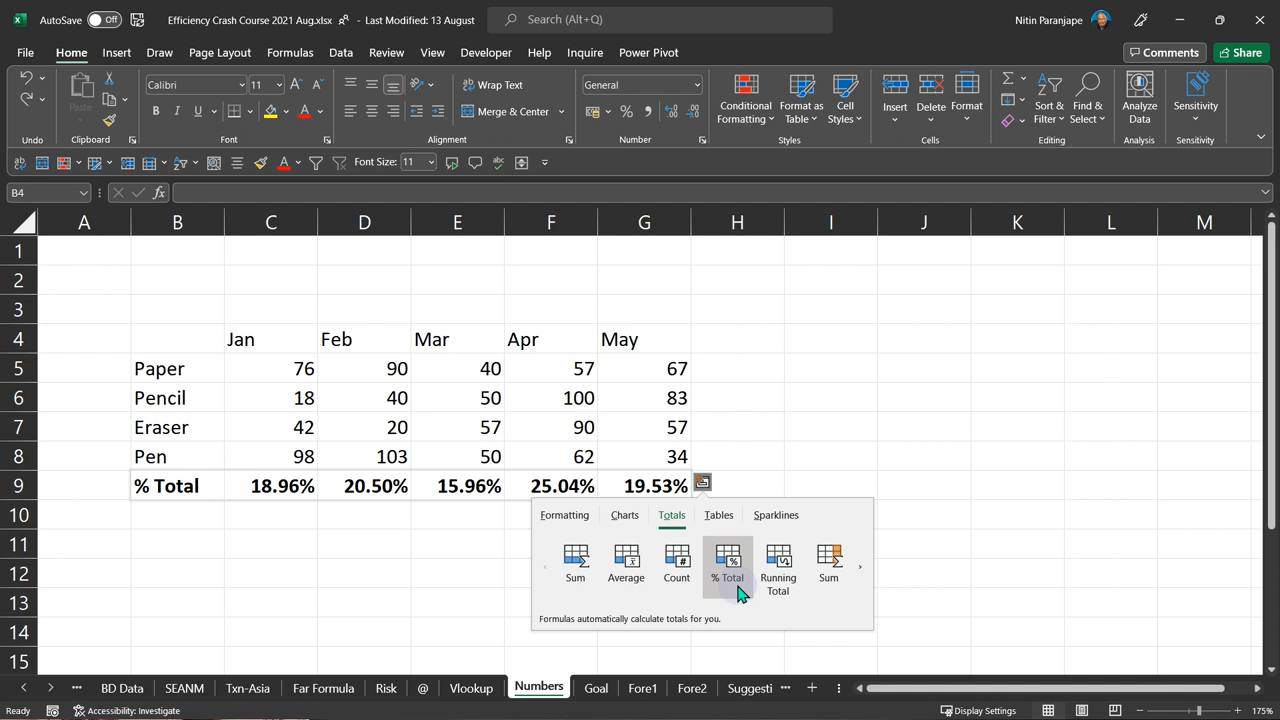 AutoSave Off Efficiency Crash Course 2021 Aug.xlsx - Last Modified: 13 August Search (Alt+Q) Nitin Paranjape
File Home Insert Draw Page Layout Formulas Data Review View Developer Help Inquire Power Pivot Comments Share
Calibri 11 Wrap Text General
Paste B I U Merge & Center % Conditional Formatting Format as Table Cell Styles Insert Delete Format Sort & Filter Find & Select Analyze Data Sensitivity
Undo Clipboard Font Alignment Number Styles Cells Editing Analysis Sensitivity
Font Size: 11
B4 fx
A B C D E F G H I J K L M
1
2
3
4 Jan Feb Mar Apr May
5 Paper 76 90 40 57 67
6 Pencil 18 40 50 100 83
7 Eraser 42 20 57 90 57
8 Pen 98 103 50 62 34
9 % Total 18.96% 20.50% 15.96% 25.04% 19.53%
10
Formatting Charts Totals Tables Sparklines
11
12
Sum Average Count % Total Running Total Sum
13
Formulas automatically calculate totals for you.
14
15
BD Data SEANM Txn-Asia Far Formula Risk @ Vlookup Numbers Goal Fore1 Fore2 Suggesti
Ready Accessibility: Investigate Display Settings 175%